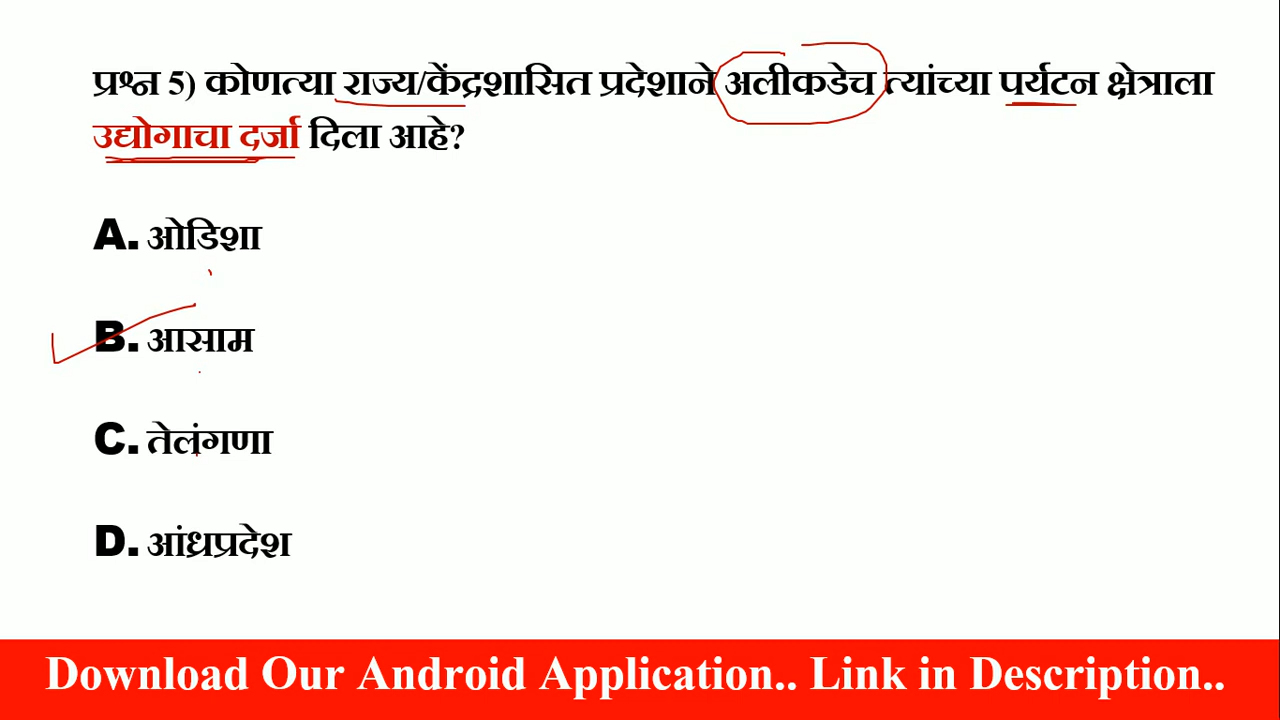 प्रश्न 5) कोणत्या राज्य/केंद्रशासित प्रदेशाने अलीकडेच त्यांच्या पर्यटन क्षेत्राला
उद्योगाचा दर्जा दिला आहे?
A. ओडिशा
B. आसाम
C. तेलंगणा
D. आंध्रप्रदेश
Download Our Android Application.. Link in Description..